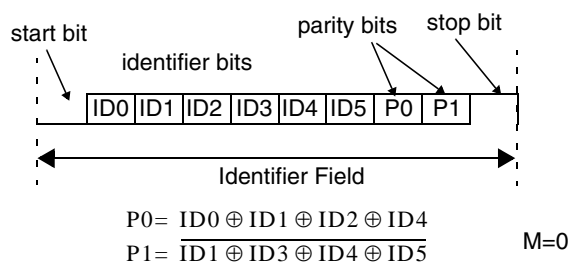 start bit
identifier bits
parity bits
stop bit
ID0 ID1 ID2 ID3 ID4 ID5 P0 P1
Identifier Field
P0= ID0 ⊕ ID1 ⊕ ID2 ⊕ ID4
P1= \overline{ID1 ⊕ ID3 ⊕ ID4 ⊕ ID5}
M=0